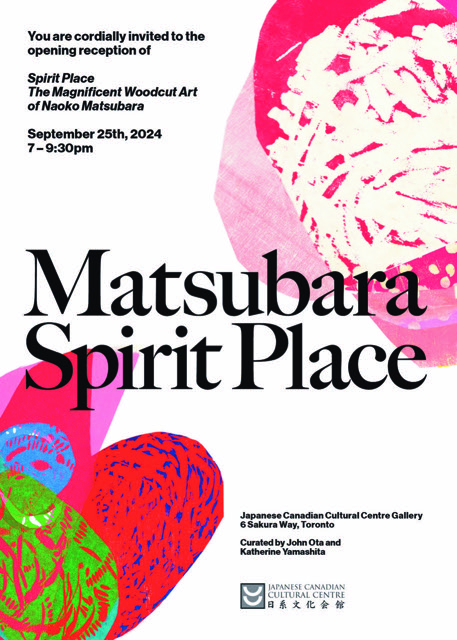 You are cordially invited to the
opening reception of
Spirit Place
The Magnificent Woodcut Art
of Naoko Matsubara
September 25th, 2024
7 – 9:30pm
Matsubara
Spirit Place
Japanese Canadian Cultural Centre Gallery
6 Sakura Way, Toronto
Curated by John Ota and
Katherine Yamashita
JAPANESE CANADIAN
CULTURAL CENTRE
日系文化会館